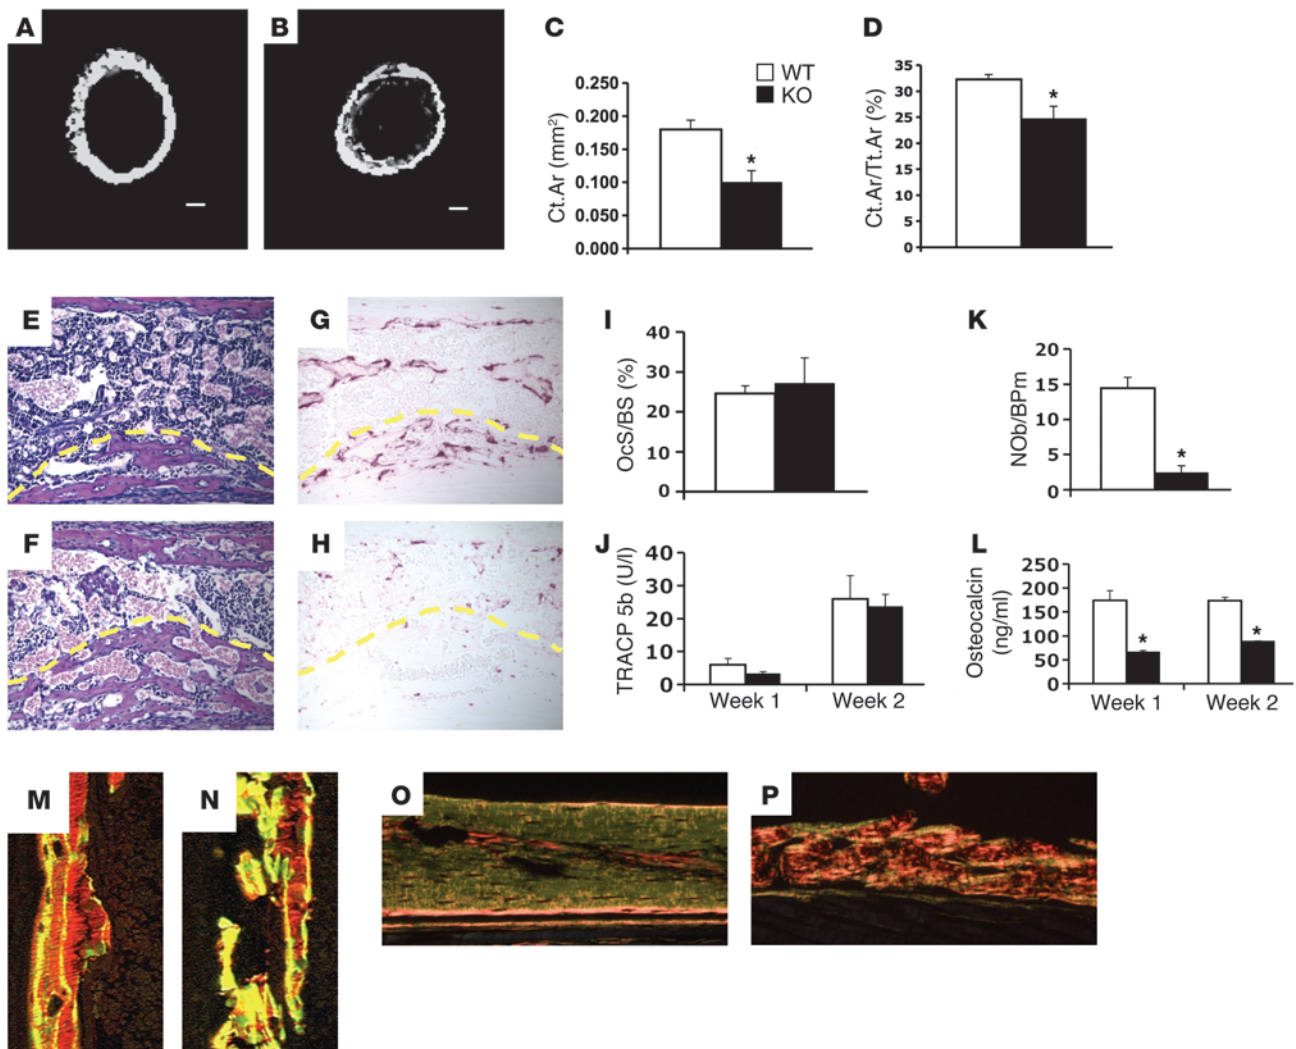 A
B
C
D
WT
KO
Ct.Ar (mm²)
0.250
0.200
0.150
0.100
0.050
0.000
*
Ct.Ar/Tt.Ar (%)
35
30
25
20
15
10
5
0
*
E
G
I
K
OcS/BS (%)
40
30
20
10
0
NOb/BPm
20
15
10
5
0
*
F
H
J
L
TRACP 5b (U/l)
40
30
20
10
0
Week 1
Week 2
Osteocalcin
(ng/ml)
250
200
150
100
50
0
*
*
Week 1
Week 2
M
N
O
P